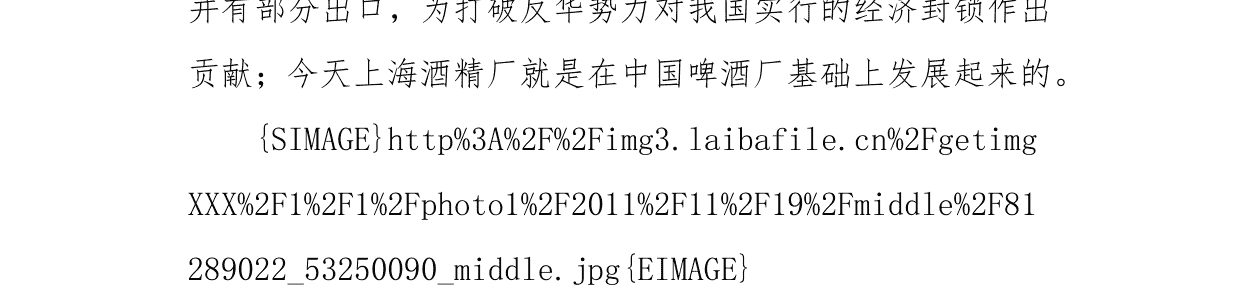 并有部分出口，为打破反华势力对我国实行的经济封锁作出
贡献；今天上海酒精厂就是在中国啤酒厂基础上发展起来的。
{SIMAGE}http%3A%2F%2Fimg3.laibafile.cn%2Fgetimg
XXX%2F1%2F1%2Fphoto1%2F2011%2F11%2F19%2Fmiddle%2F81
289022_53250090_middle.jpg{EIMAGE}